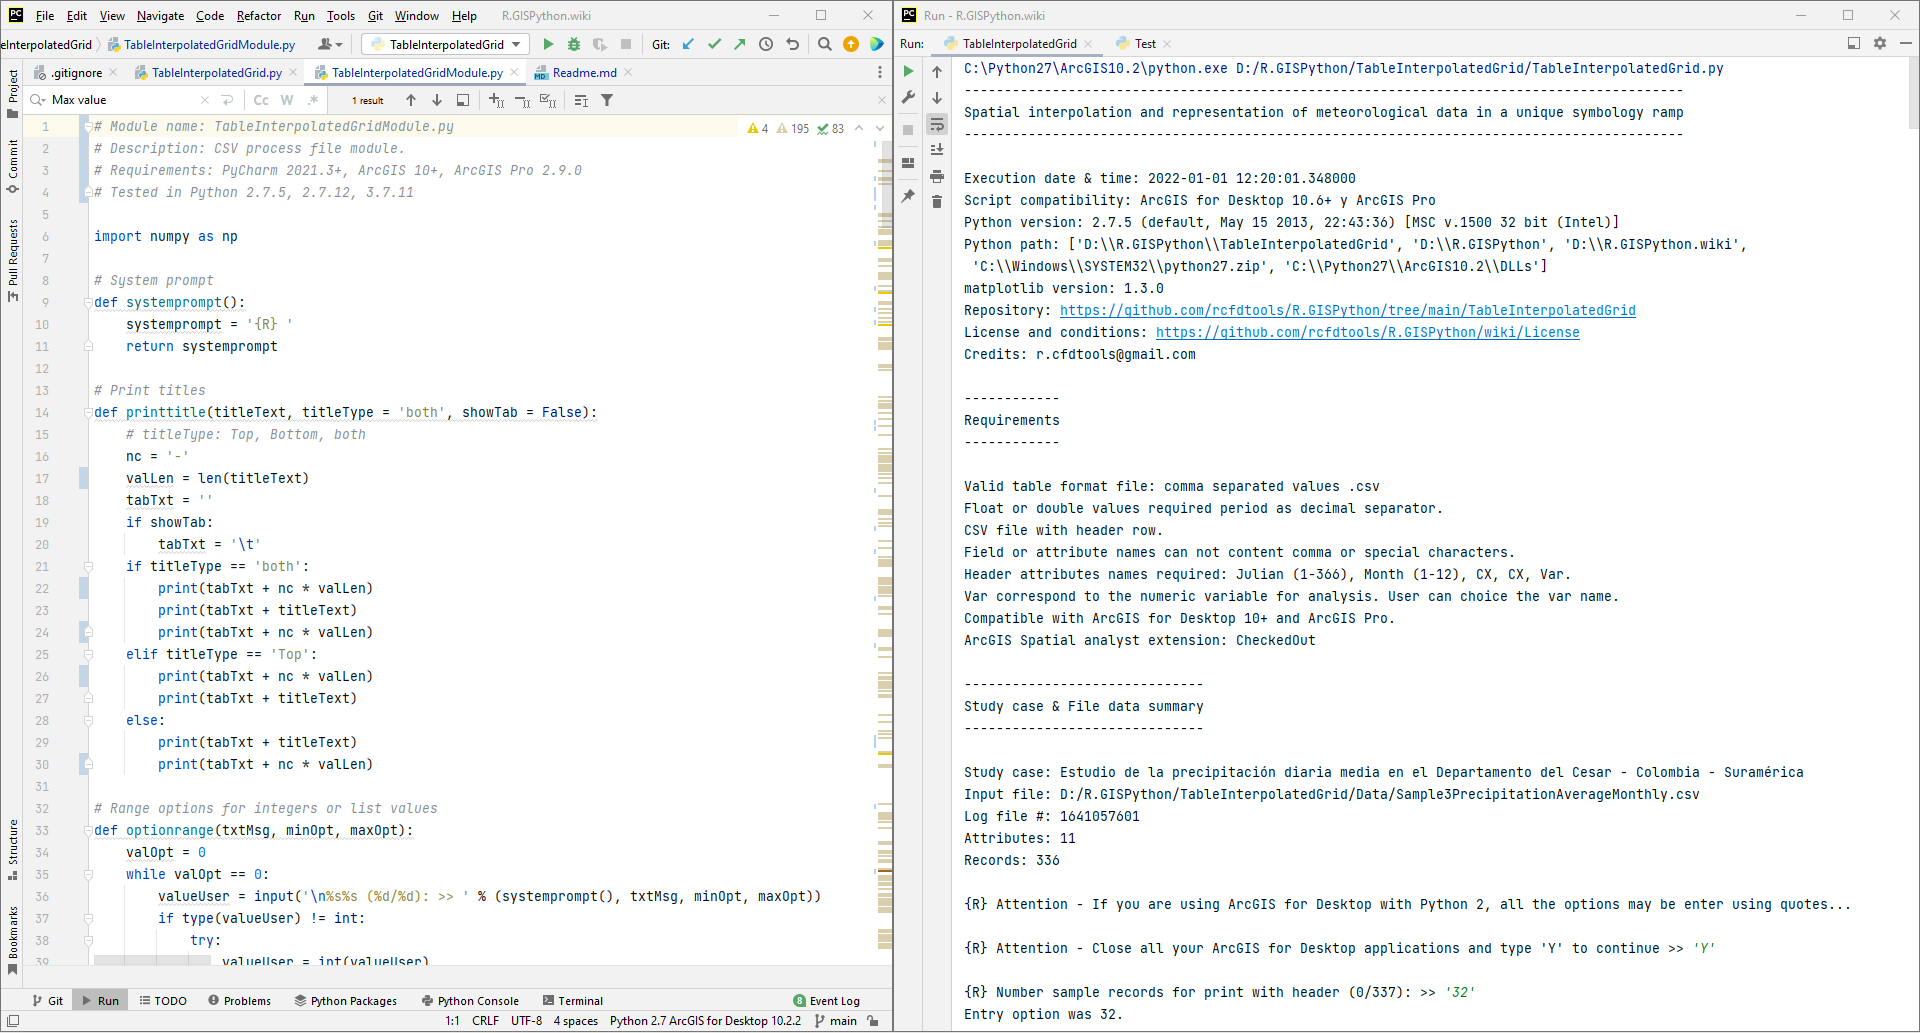 File Edit View Navigate Code Refactor Run Tools Git Window Help R.GISPython.wiki
eInterpolatedGrid TableInterpolatedGridModule.py TableInterpolatedGrid Git:
.gitignore TableInterpolatedGrid.py TableInterpolatedGridModule.py Readme.md
Max value Cc W .* 1 result
4 195 83
Project
Commit
Pull Requests
Structure
Bookmarks
1 # Module name: TableInterpolatedGridModule.py
2 # Description: CSV process file module.
3 # Requirements: PyCharm 2021.3+, ArcGIS 10+, ArcGIS Pro 2.9.0
4 # Tested in Python 2.7.5, 2.7.12, 3.7.11
5
6 import numpy as np
7
8 # System prompt
9 def systemprompt():
10 systemprompt = '{R} '
11 return systemprompt
12
13 # Print titles
14 def printtitle(titleText, titleType = 'both', showTab = False):
15 # titleType: Top, Bottom, both
16 nc = '-'
17 valLen = len(titleText)
18 tabTxt = ''
19 if showTab:
20 tabTxt = '\t'
21 if titleType == 'both':
22 print(tabTxt + nc * valLen)
23 print(tabTxt + titleText)
24 print(tabTxt + nc * valLen)
25 elif titleType == 'Top':
26 print(tabTxt + nc * valLen)
27 print(tabTxt + titleText)
28 else:
29 print(tabTxt + titleText)
30 print(tabTxt + nc * valLen)
31
32 # Range options for integers or list values
33 def optionrange(txtMsg, minOpt, maxOpt):
34 valOpt = 0
35 while valOpt == 0:
36 valueUser = input('\n%s%s (%d/%d): >> ' % (systemprompt(), txtMsg, minOpt, maxOpt))
37 if type(valueUser) != int:
38 try:
39 valueUser = int(valueUser)
Git Run TODO Problems Python Packages Python Console Terminal 8 Event Log
1:1 CRLF UTF-8 4 spaces Python 2.7 ArcGIS for Desktop 10.2.2 main
Run - R.GISPython.wiki
Run: TableInterpolatedGrid Test
C:\Python27\ArcGIS10.2\python.exe D:/R.GISPython/TableInterpolatedGrid/TableInterpolatedGrid.py
------------------------------------------------------------------------------------------
Spatial interpolation and representation of meteorological data in a unique symbology ramp
------------------------------------------------------------------------------------------
Execution date & time: 2022-01-01 12:20:01.348000
Script compatibility: ArcGIS for Desktop 10.6+ y ArcGIS Pro
Python version: 2.7.5 (default, May 15 2013, 22:43:36) [MSC v.1500 32 bit (Intel)]
Python path: ['D:\\R.GISPython\\TableInterpolatedGrid', 'D:\\R.GISPython', 'D:\\R.GISPython.wiki',
'C:\\Windows\\SYSTEM32\\python27.zip', 'C:\\Python27\\ArcGIS10.2\\DLLs']
matplotlib version: 1.3.0
Repository: https://github.com/rcfdtools/R.GISPython/tree/main/TableInterpolatedGrid
License and conditions: https://github.com/rcfdtools/R.GISPython/wiki/License
Credits: r.cfdtools@gmail.com
------------
Requirements
------------
Valid table format file: comma separated values .csv
Float or double values required period as decimal separator.
CSV file with header row.
Field or attribute names can not content comma or special characters.
Header attributes names required: Julian (1-366), Month (1-12), CX, CX, Var.
Var correspond to the numeric variable for analysis. User can choice the var name.
Compatible with ArcGIS for Desktop 10+ and ArcGIS Pro.
ArcGIS Spatial analyst extension: CheckedOut
------------------------------
Study case & File data summary
------------------------------
Study case: Estudio de la precipitación diaria media en el Departamento del Cesar - Colombia - Suramérica
Input file: D:/R.GISPython/TableInterpolatedGrid/Data/Sample3PrecipitationAverageMonthly.csv
Log file #: 1641057601
Attributes: 11
Records: 336
{R} Attention - If you are using ArcGIS for Desktop with Python 2, all the options may be enter using quotes...
{R} Attention - Close all your ArcGIS for Desktop applications and type 'Y' to continue >> 'Y'
{R} Number sample records for print with header (0/337): >> '32'
Entry option was 32.